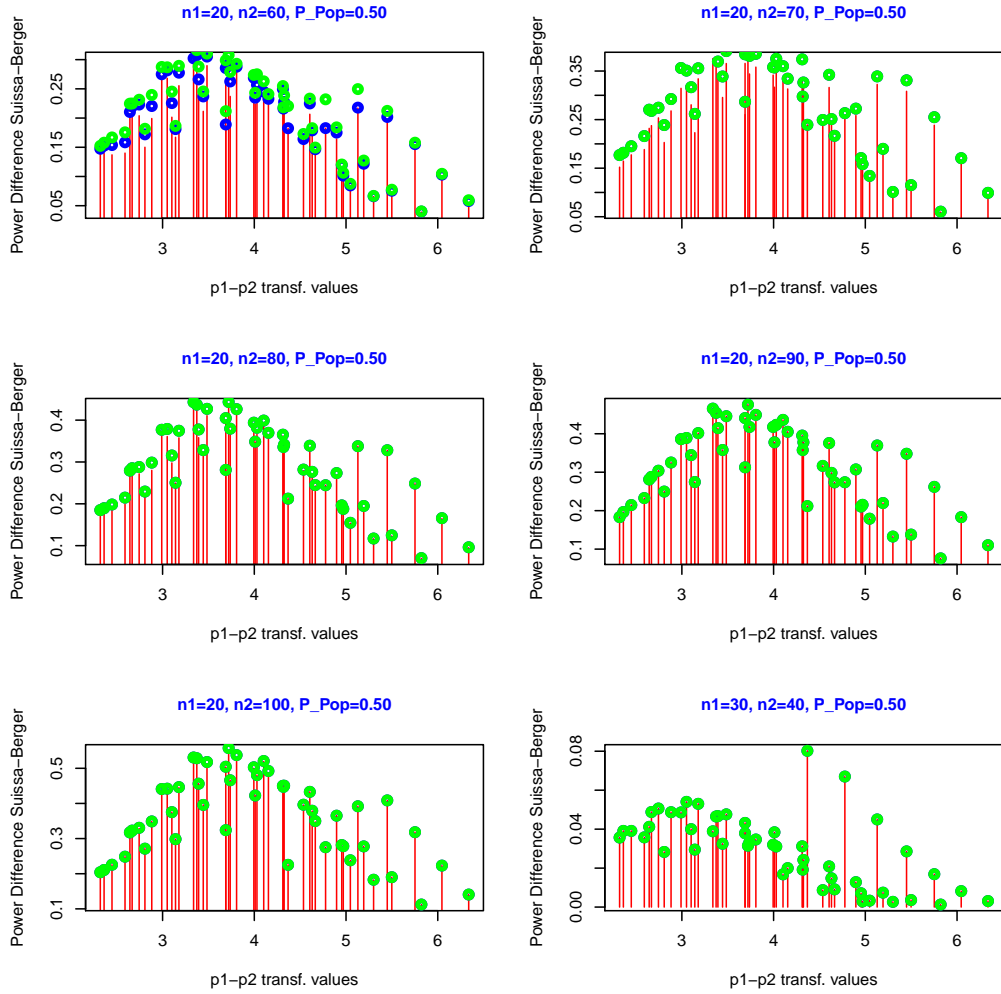 n1=20, n2=60, P_Pop=0.50
Power Difference Suissa−Berger
0.05 0.15 0.25
3 4 5 6
p1−p2 transf. values
n1=20, n2=70, P_Pop=0.50
Power Difference Suissa−Berger
0.05 0.15 0.25 0.35
3 4 5 6
p1−p2 transf. values
n1=20, n2=80, P_Pop=0.50
Power Difference Suissa−Berger
0.1 0.2 0.3 0.4
3 4 5 6
p1−p2 transf. values
n1=20, n2=90, P_Pop=0.50
Power Difference Suissa−Berger
0.1 0.2 0.3 0.4
3 4 5 6
p1−p2 transf. values
n1=20, n2=100, P_Pop=0.50
Power Difference Suissa−Berger
0.1 0.3 0.5
3 4 5 6
p1−p2 transf. values
n1=30, n2=40, P_Pop=0.50
Power Difference Suissa−Berger
0.00 0.04 0.08
3 4 5 6
p1−p2 transf. values